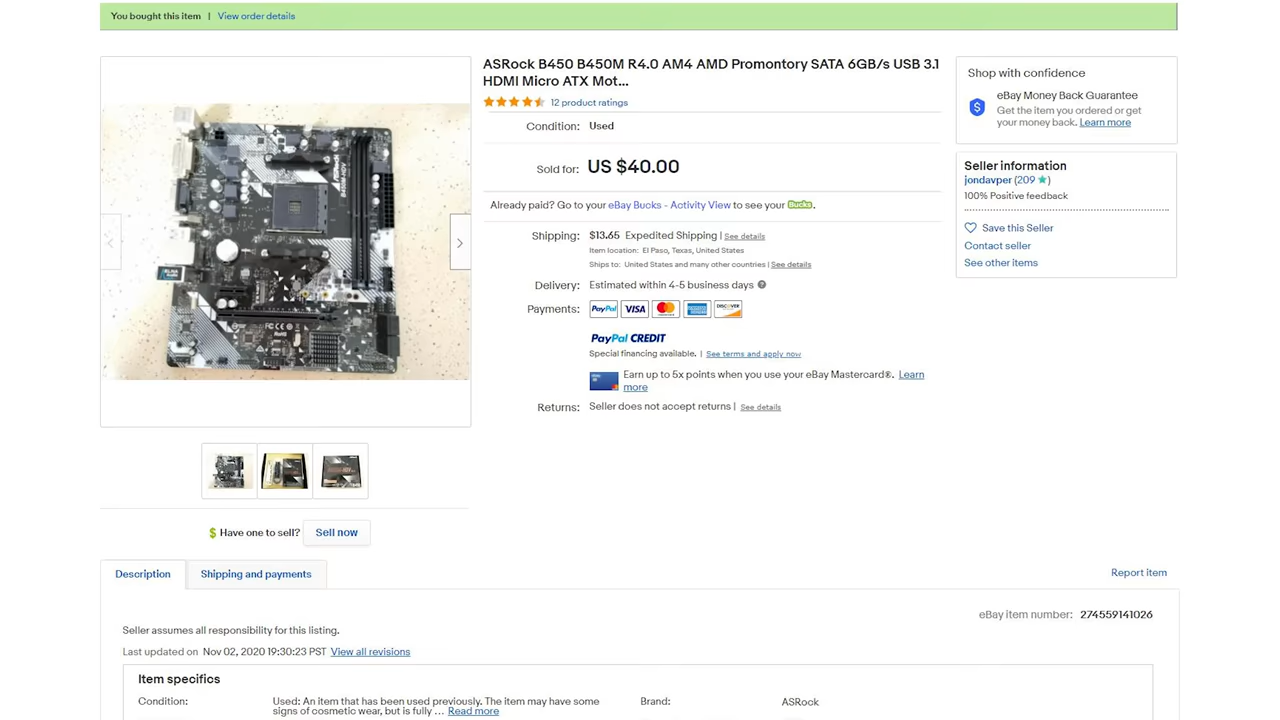 You bought this item | View order details
ASRock B450 B450M R4.0 AM4 AMD Promontory SATA 6GB/s USB 3.1
HDMI Micro ATX Mot...
12 product ratings
Condition: Used
Sold for: US $40.00
Already paid? Go to your eBay Bucks - Activity View to see your Bucks.
Shipping: $13.65 Expedited Shipping | See details
Item location: El Paso, Texas, United States
Ships to: United States and many other countries | See details
Delivery: Estimated within 4-5 business days
Payments: PayPal VISA DISCOVER
PayPal CREDIT
Special financing available. | See terms and apply now
Earn up to 5x points when you use your eBay Mastercard®. Learn
more
Returns: Seller does not accept returns | See details
Shop with confidence
eBay Money Back Guarantee
Get the item you ordered or get
your money back. Learn more
Seller information
jondavper (209)
100% Positive feedback
Save this Seller
Contact seller
See other items
ASRock
B450M-HDV
ELNA
FC CE
Have one to sell? Sell now
Description
Shipping and payments
Report item
eBay item number: 274559141026
Seller assumes all responsibility for this listing.
Last updated on Nov 02, 2020 19:30:23 PST View all revisions
Item specifics
Condition: Used: An item that has been used previously. The item may have some
signs of cosmetic wear, but is fully ... Read more
Brand: ASRock